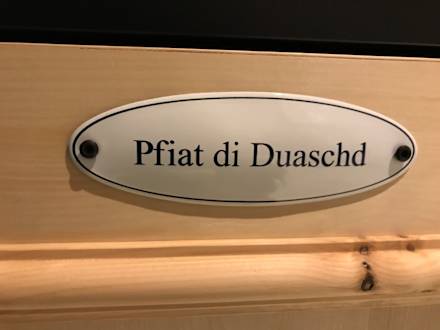 Pfiat di Duaschd